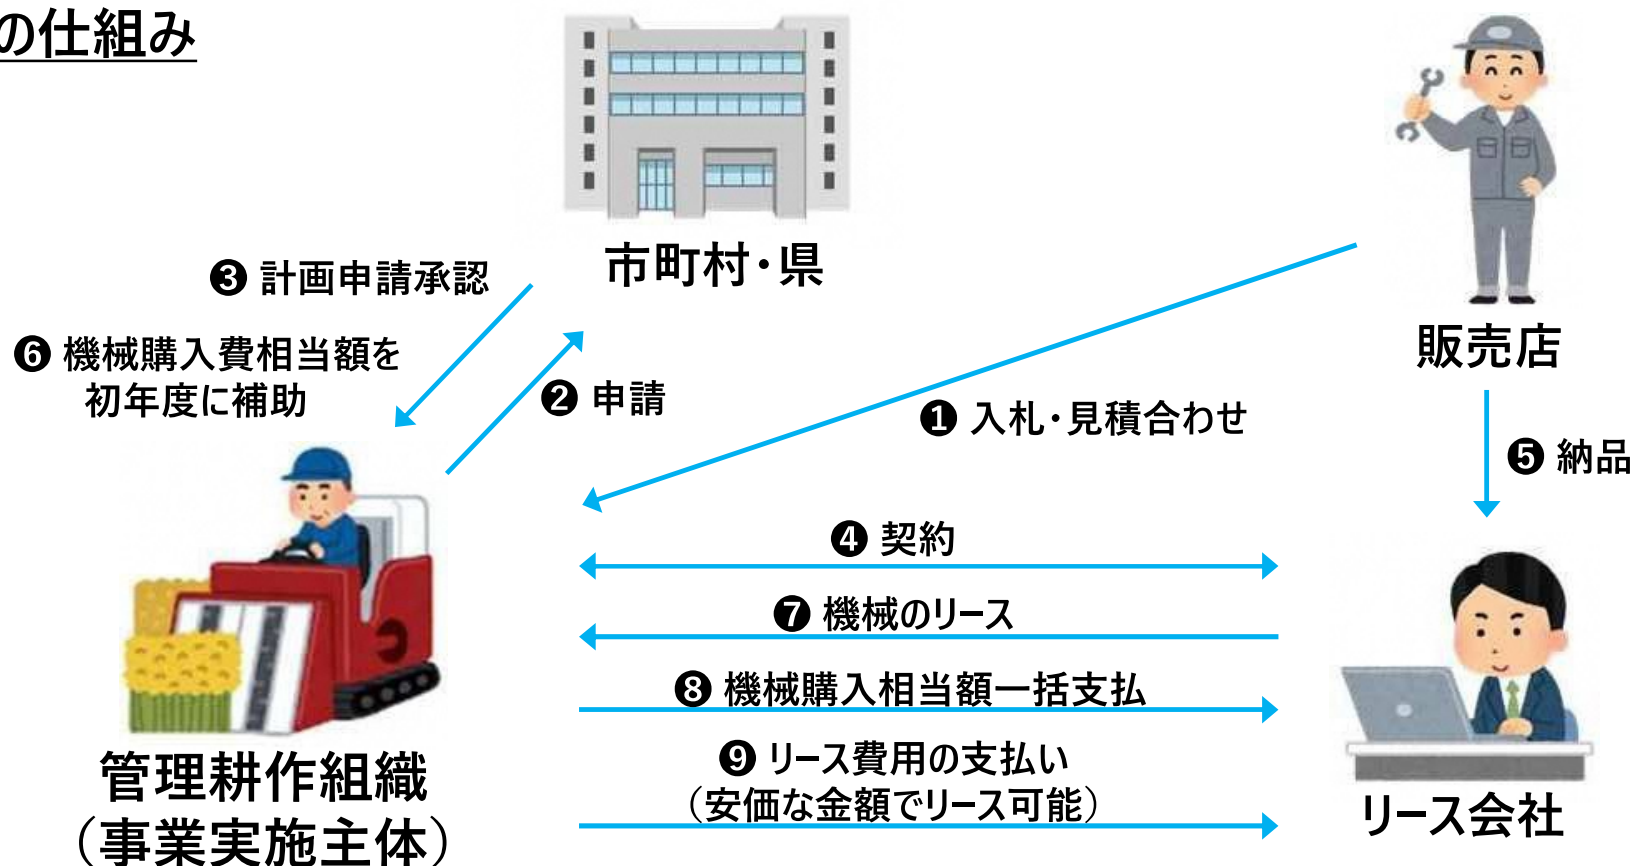 の仕組み
市町村・県
❸ 計画申請承認
❻ 機械購入費相当額を
初年度に補助
❷ 申請
販売店
❶ 入札・見積合わせ
❺ 納品
❹ 契約
❼ 機械のリース
❽ 機械購入相当額一括支払
❾ リース費用の支払い
（安価な金額でリース可能）
管理耕作組織
（事業実施主体）
リース会社